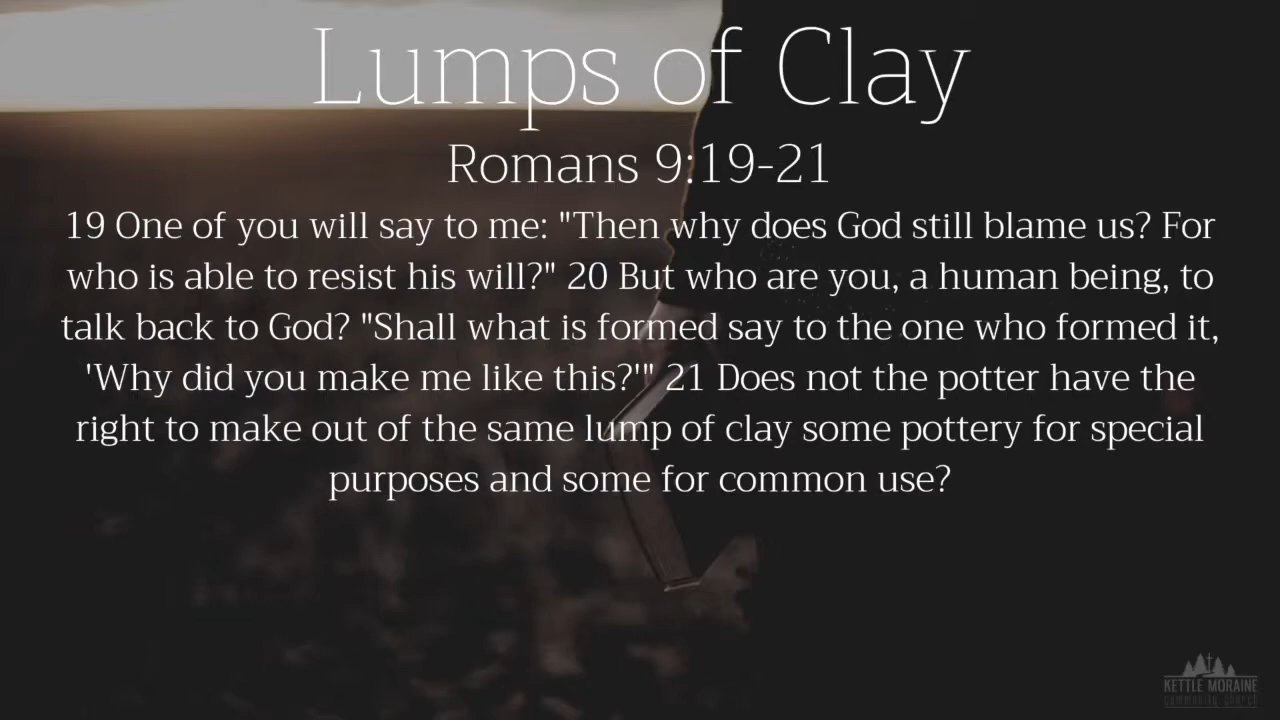 Lumps of Clay
Romans 9:19-21
19 One of you will say to me: "Then why does God still blame us? For
who is able to resist his will?" 20 But who are you, a human being, to
talk back to God? "Shall what is formed say to the one who formed it,
'Why did you make me like this?'" 21 Does not the potter have the
right to make out of the same lump of clay some pottery for special
purposes and some for common use?
KETTLE MORAINE
community church